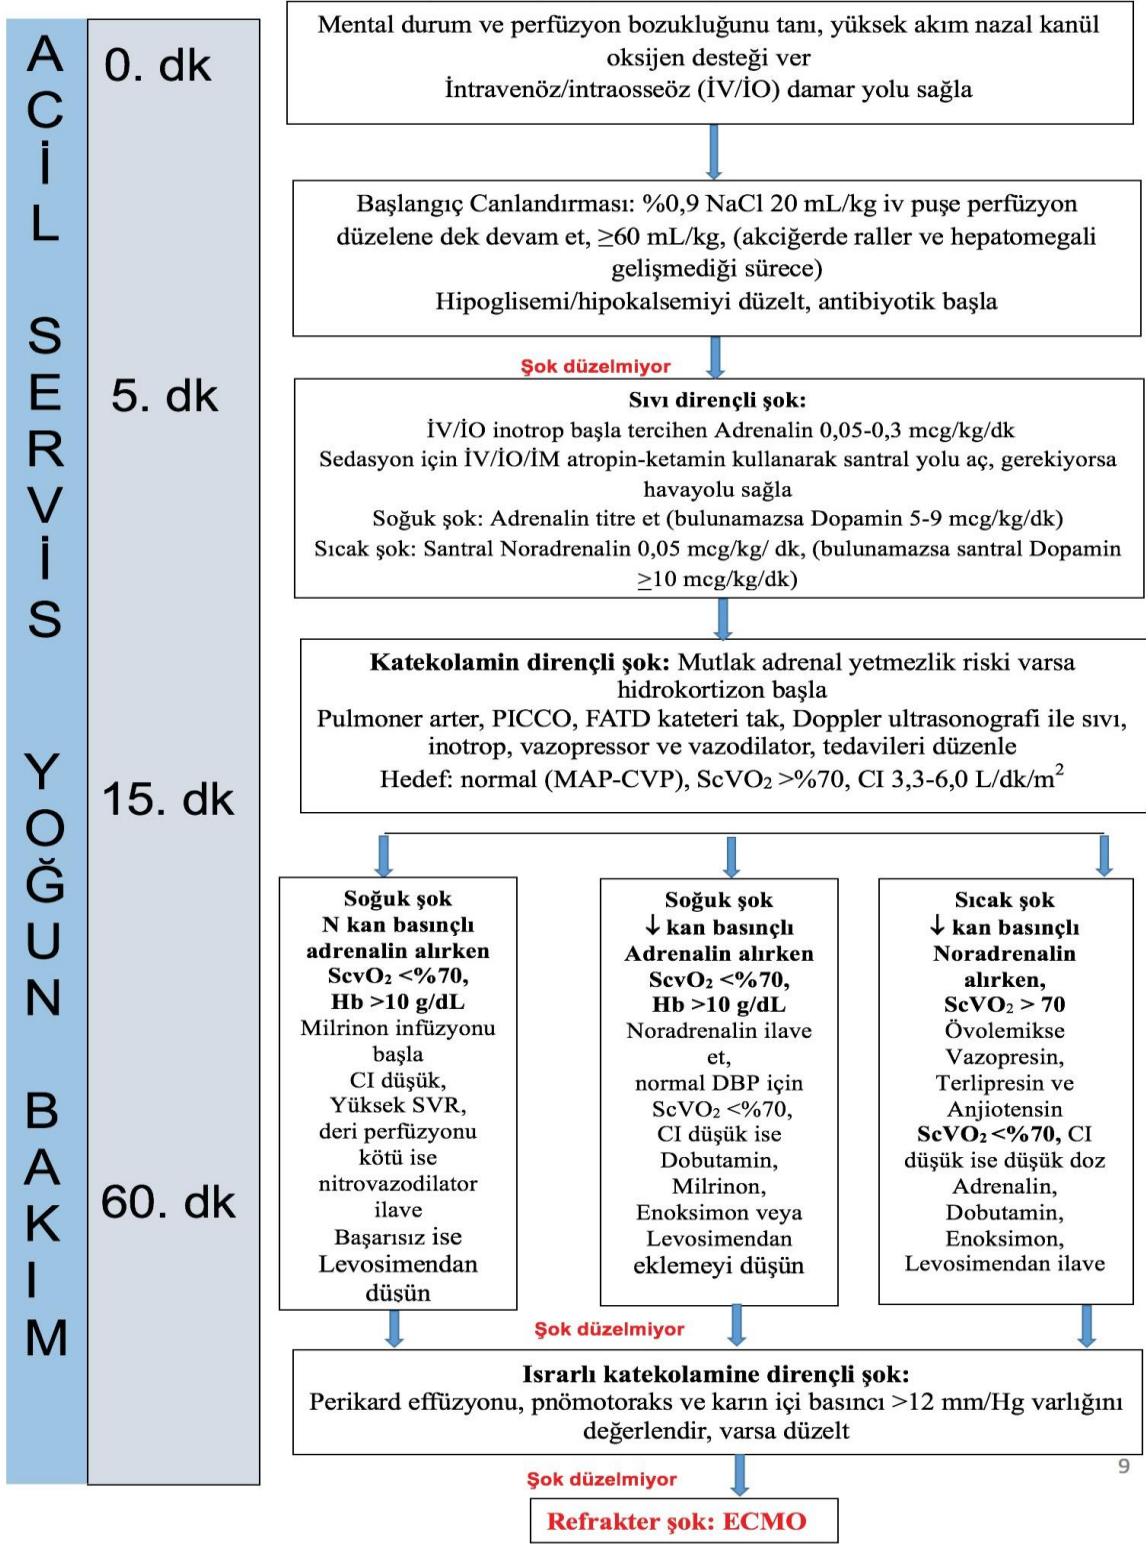 ACİL SERVİS YOĞUN BAKIM
0. dk
5. dk
15. dk
60. dk
Mental durum ve perfüzyon bozukluğunu tanı, yüksek akım nazal kanül
oksijen desteği ver
İntravenöz/intraosseöz (İV/İO) damar yolu sağla
Başlangıç Canlandırması: %0,9 NaCl 20 mL/kg iv puşe perfüzyon
düzelene dek devam et, ≥60 mL/kg, (akciğerde raller ve hepatomegali
gelişmediği sürece)
Hipoglisemi/hipokalsemiyi düzelt, antibiyotik başla
Şok düzelmiyor
Sıvı dirençli şok:
İV/İO inotrop başla tercihen Adrenalin 0,05-0,3 mcg/kg/dk
Sedasyon için İV/İO/İM atropin-ketamin kullanarak santral yolu aç, gerekiyorsa
havayolu sağla
Soğuk şok: Adrenalin titre et (bulunamazsa Dopamin 5-9 mcg/kg/dk)
Sıcak şok: Santral Noradrenalin 0,05 mcg/kg/ dk, (bulunamazsa santral Dopamin
≥10 mcg/kg/dk)
Katekolamin dirençli şok: Mutlak adrenal yetmezlik riski varsa
hidrokortizon başla
Pulmoner arter, PICCO, FATD kateteri tak, Doppler ultrasonografi ile sıvı,
inotrop, vazopressor ve vazodilator, tedavileri düzenle
Hedef: normal (MAP-CVP), ScVO₂ >%70, CI 3,3-6,0 L/dk/m²
Soğuk şok
N kan basınçlı
adrenalin alırken
ScvO₂ <%70,
Hb >10 g/dL
Milrinon infüzyonu
başla
CI düşük,
Yüksek SVR,
deri perfüzyonu
kötü ise
nitrovazodilator
ilave
Başarısız ise
Levosimendan
düşün
Soğuk şok
↓ kan basınçlı
Adrenalin alırken
ScvO₂ <%70,
Hb >10 g/dL
Noradrenalin ilave
et,
normal DBP için
ScVO₂ <%70,
CI düşük ise
Dobutamin,
Milrinon,
Enoksimon veya
Levosimendan
eklemeyi düşün
Sıcak şok
↓ kan basınçlı
Noradrenalin
alırken,
ScVO₂ > 70
Övolemikse
Vazopresin,
Terlipresin ve
Anjiotensin
ScVO₂ <%70, CI
düşük ise düşük doz
Adrenalin,
Dobutamin,
Enoksimon,
Levosimendan ilave
Şok düzelmiyor
Israrlı katekolamine dirençli şok:
Perikard effüzyonu, pnömotoraks ve karın içi basıncı >12 mm/Hg varlığını
değerlendir, varsa düzelt
9
Şok düzelmiyor
Refrakter şok: ECMO